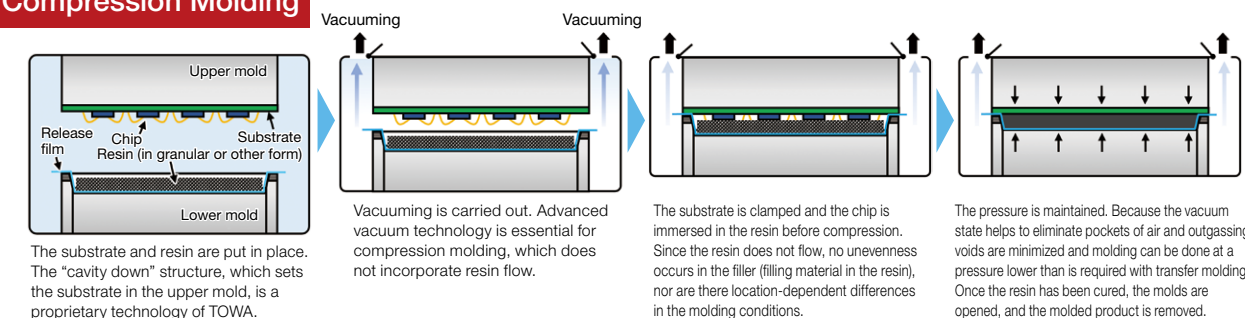 Compression Molding
Vacuuming
Vacuuming
Upper mold
Release
film
Chip
Substrate
Resin (in granular or other form)
Lower mold
The substrate and resin are put in place.
The “cavity down” structure, which sets
the substrate in the upper mold, is a
proprietary technology of TOWA.
Vacuuming is carried out. Advanced
vacuum technology is essential for
compression molding, which does
not incorporate resin flow.
The substrate is clamped and the chip is
immersed in the resin before compression.
Since the resin does not flow, no unevenness
occurs in the filler (filling material in the resin),
nor are there location-dependent differences
in the molding conditions.
The pressure is maintained. Because the vacuum
state helps to eliminate pockets of air and outgassing,
voids are minimized and molding can be done at a
pressure lower than is required with transfer molding.
Once the resin has been cured, the molds are
opened, and the molded product is removed.